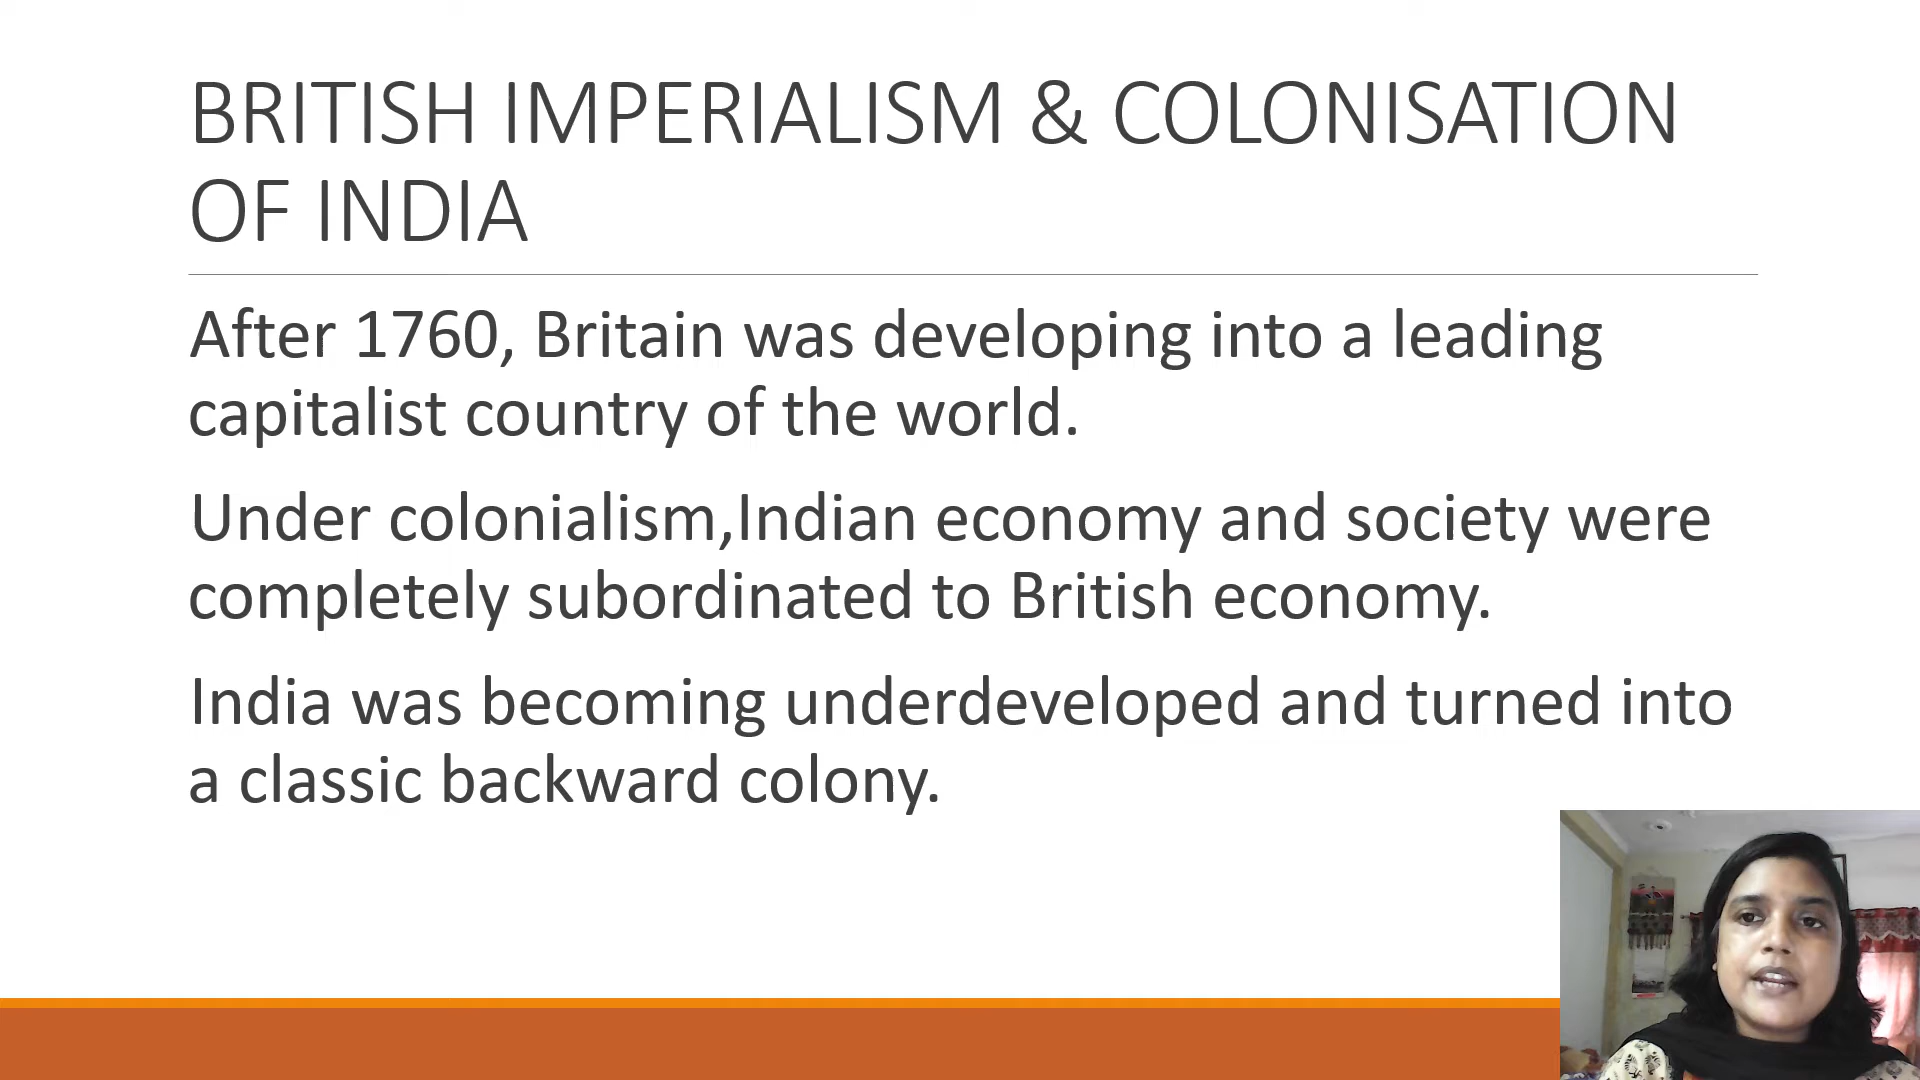 BRITISH IMPERIALISM & COLONISATION
OF INDIA
After 1760, Britain was developing into a leading
capitalist country of the world.
Under colonialism,Indian economy and society were
completely subordinated to British economy.
India was becoming underdeveloped and turned into
a classic backward colony.